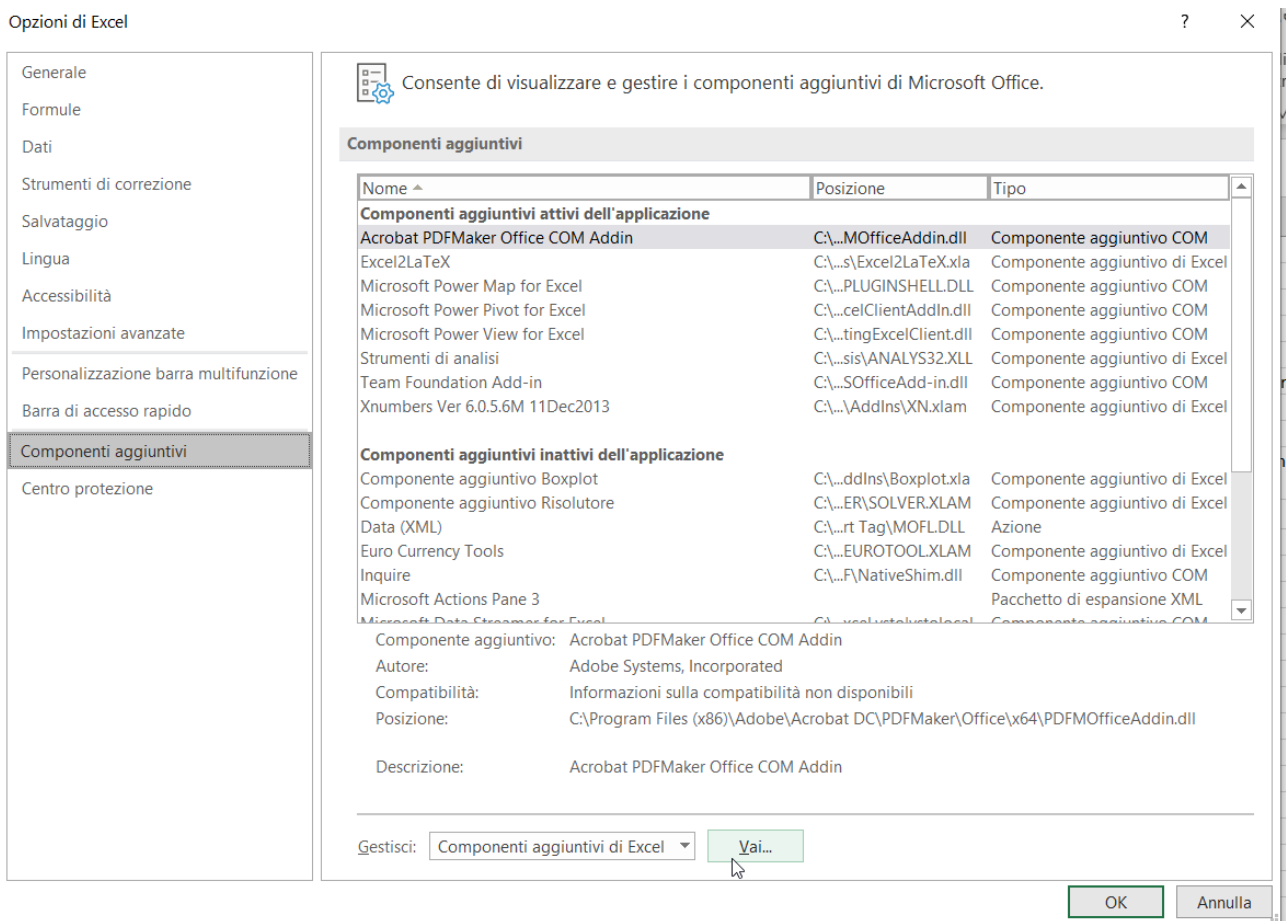 Opzioni di Excel ?
Generale
Formule
Dati
Strumenti di correzione
Salvataggio
Lingua
Accessibilità
Impostazioni avanzate
Personalizzazione barra multifunzione
Barra di accesso rapido
Componenti aggiuntivi
Centro protezione
Consente di visualizzare e gestire i componenti aggiuntivi di Microsoft Office.
Componenti aggiuntivi
Nome Posizione Tipo
Componenti aggiuntivi attivi dell'applicazione
Acrobat PDFMaker Office COM Addin C:\...MOfficeAddin.dll Componente aggiuntivo COM
Excel2LaTeX C:\...s\Excel2LaTeX.xla Componente aggiuntivo di Excel
Microsoft Power Map for Excel C:\...PLUGINSHELL.DLL Componente aggiuntivo COM
Microsoft Power Pivot for Excel C:\...celClientAddIn.dll Componente aggiuntivo COM
Microsoft Power View for Excel C:\...tingExcelClient.dll Componente aggiuntivo COM
Strumenti di analisi C:\...sis\ANALYS32.XLL Componente aggiuntivo di Excel
Team Foundation Add-in C:\...SOfficeAdd-in.dll Componente aggiuntivo COM
Xnumbers Ver 6.0.5.6M 11Dec2013 C:\...\AddIns\XN.xlam Componente aggiuntivo di Excel
Componenti aggiuntivi inattivi dell'applicazione
Componente aggiuntivo Boxplot C:\...ddIns\Boxplot.xla Componente aggiuntivo di Excel
Componente aggiuntivo Risolutore C:\...ER\SOLVER.XLAM Componente aggiuntivo di Excel
Data (XML) C:\...rt Tag\MOFL.DLL Azione
Euro Currency Tools C:\...EUROTOOL.XLAM Componente aggiuntivo di Excel
Inquire C:\...F\NativeShim.dll Componente aggiuntivo COM
Microsoft Actions Pane 3 Pacchetto di espansione XML
Microsoft Data Streamer for Excel Componente aggiuntivo COM
Componente aggiuntivo: Acrobat PDFMaker Office COM Addin
Autore: Adobe Systems, Incorporated
Compatibilità: Informazioni sulla compatibilità non disponibili
Posizione: C:\Program Files (x86)\Adobe\Acrobat DC\PDFMaker\Office\x64\PDFMOfficeAddin.dll
Descrizione: Acrobat PDFMaker Office COM Addin
Gestisci: Componenti aggiuntivi di Excel Vai...
OK Annulla